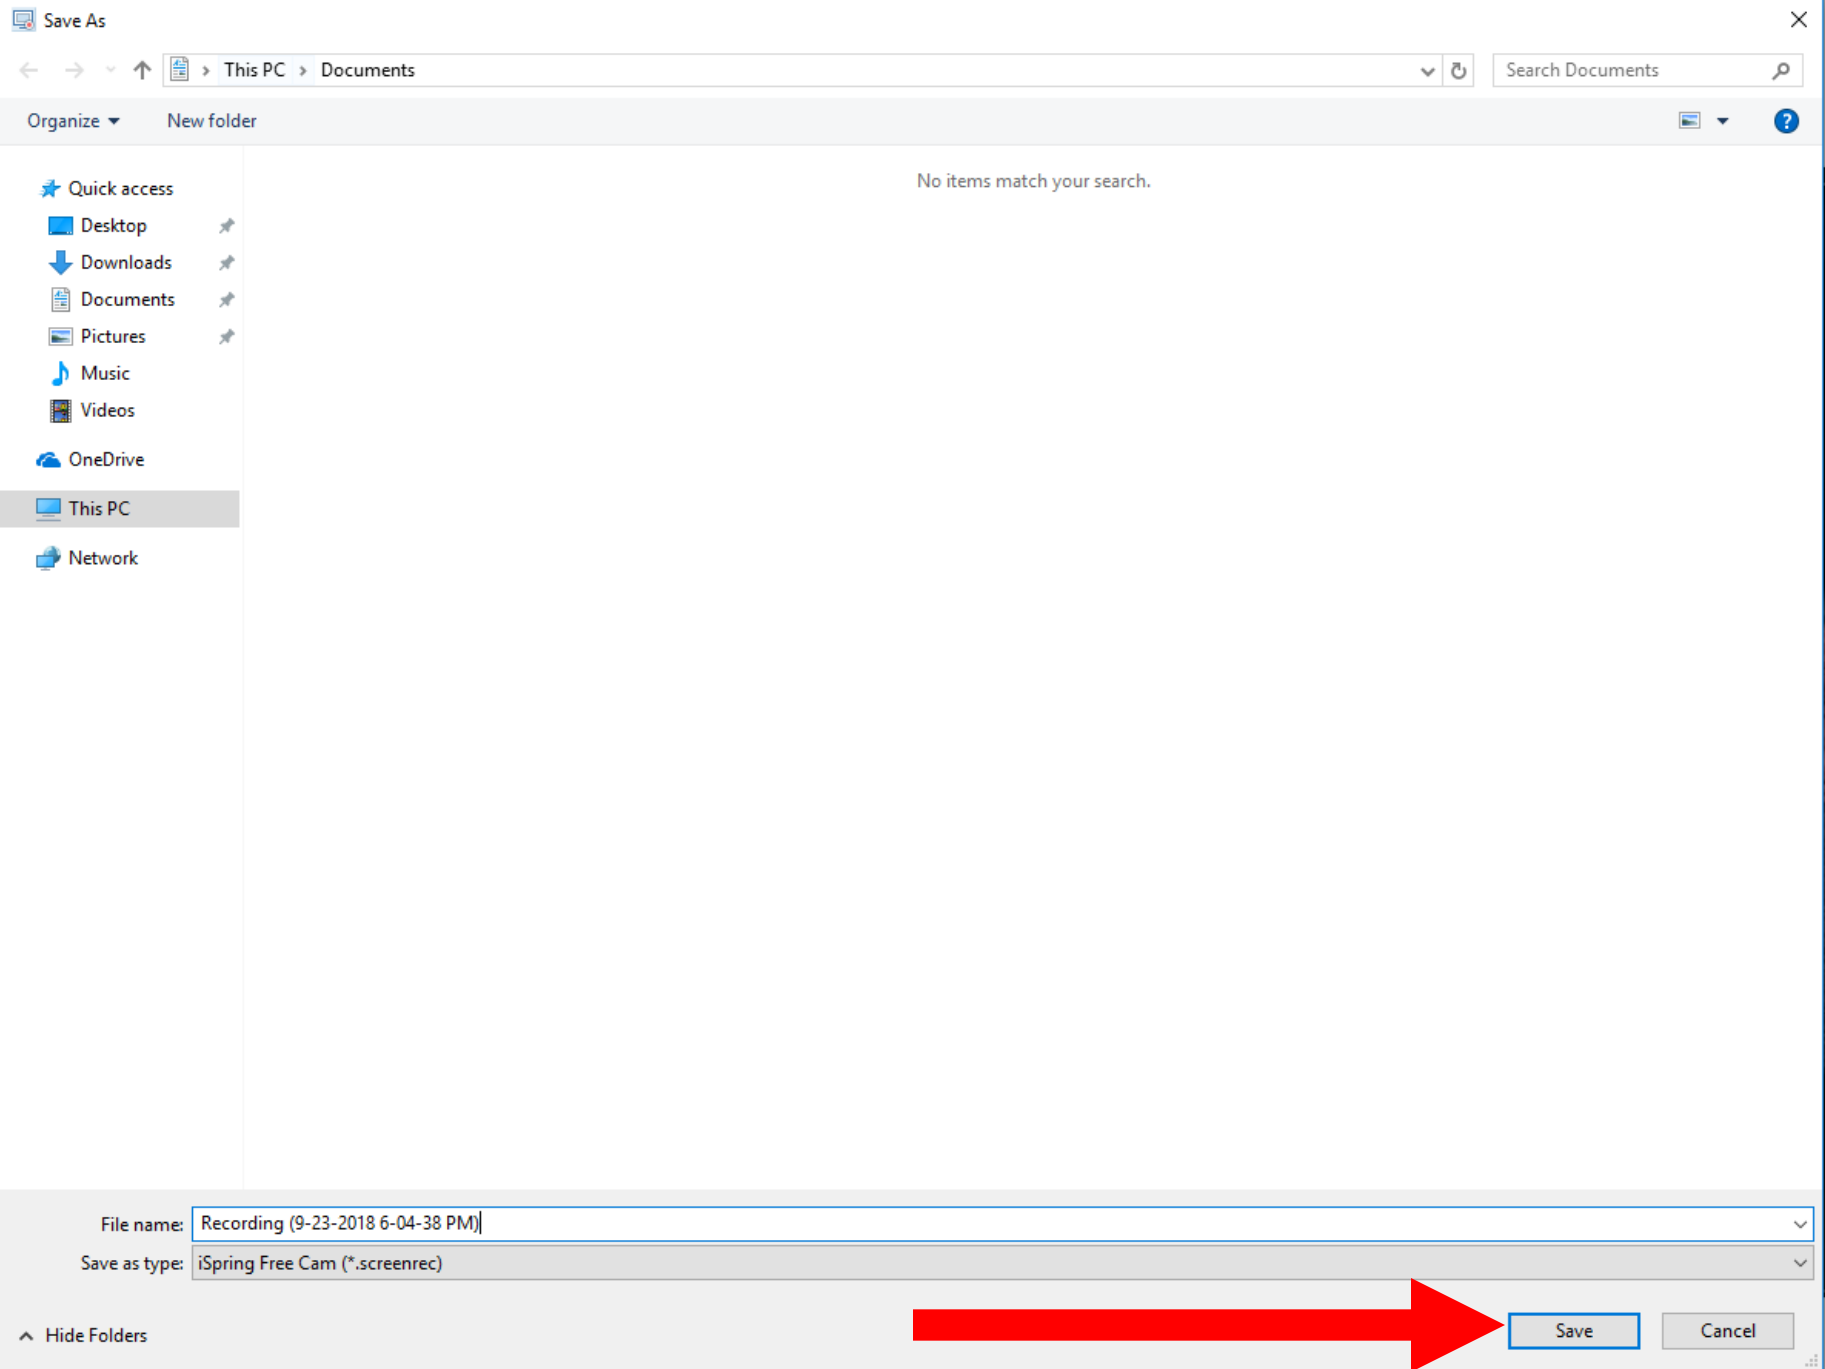 Save As
This PC > Documents
Search Documents
Organize
New folder
?
Quick access
No items match your search.
Desktop
Downloads
Documents
Pictures
Music
Videos
OneDrive
This PC
Network
File name: Recording (9-23-2018 6-04-38 PM)
Save as type: iSpring Free Cam (*.screenrec)
Hide Folders
Save
Cancel